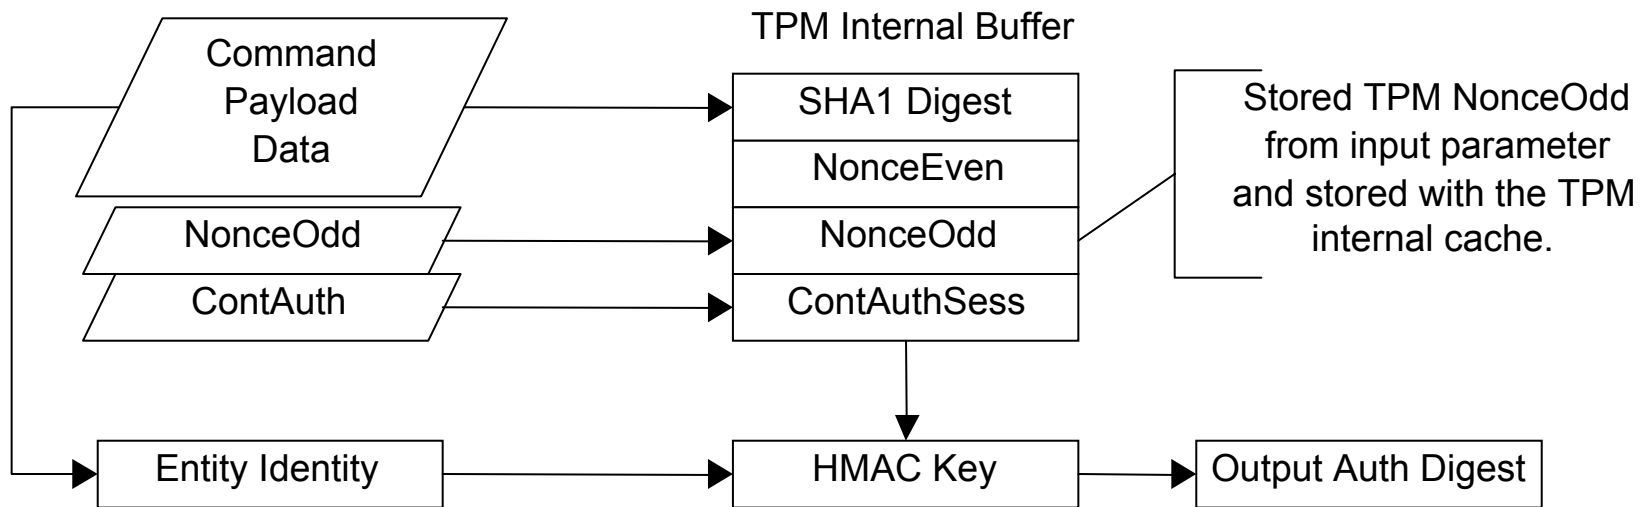 TPM Internal Buffer
Command
Payload
Data
SHA1 Digest
NonceEven
NonceOdd
NonceOdd
ContAuth
ContAuthSess
Stored TPM NonceOdd
from input parameter
and stored with the TPM
internal cache.
Entity Identity
HMAC Key
Output Auth Digest